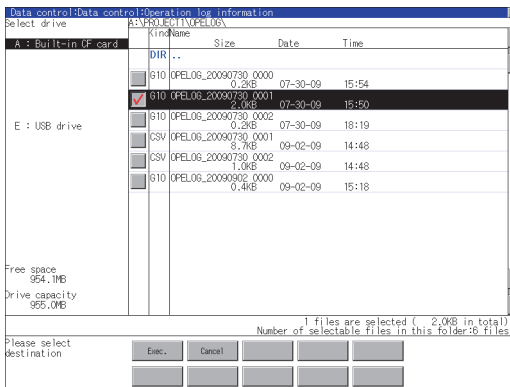 Data control:Data control:Operation log information
Select drive
A:\PROJECT1\OPELOG\
Kind Name
Size Date Time
A : Built-in CF card
DIR ..
G10 OPELOG_20090730_0000
0.2KB 07-30-09 15:54
G10 OPELOG_20090730_0001
2.0KB 07-30-09 15:50
G10 OPELOG_20090730_0002
0.2KB 07-30-09 18:19
E : USB drive
CSV OPELOG_20090730_0001
8.7KB 09-02-09 14:48
CSV OPELOG_20090730_0002
1.0KB 09-02-09 14:48
G10 OPELOG_20090902_0000
0.4KB 09-02-09 15:18
Free space
954.1MB
Drive capacity
955.0MB
1 files are selected ( 2.0KB in total)
Number of selectable files in this folder:6 files
Please select
destination
Exec. Cancel